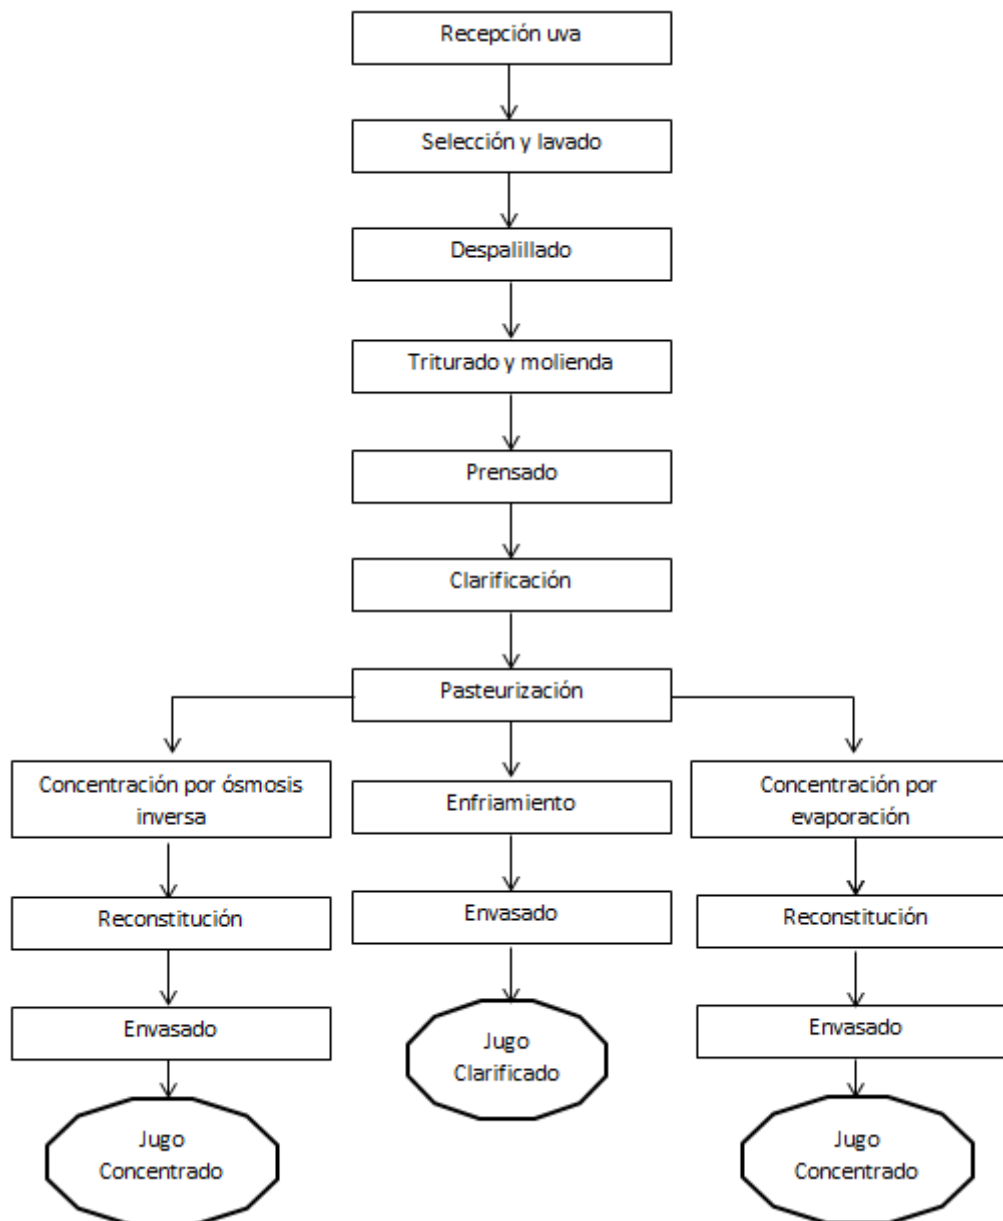 Recepción uva
Selección y lavado
Despalillado
Triturado y molienda
Prensado
Clarificación
Pasteurización
Concentración por ósmosis
inversa
Reconstitución
Envasado
Jugo
Concentrado
Enfriamiento
Envasado
Jugo
Clarificado
Concentración por
evaporación
Reconstitución
Envasado
Jugo
Concentrado